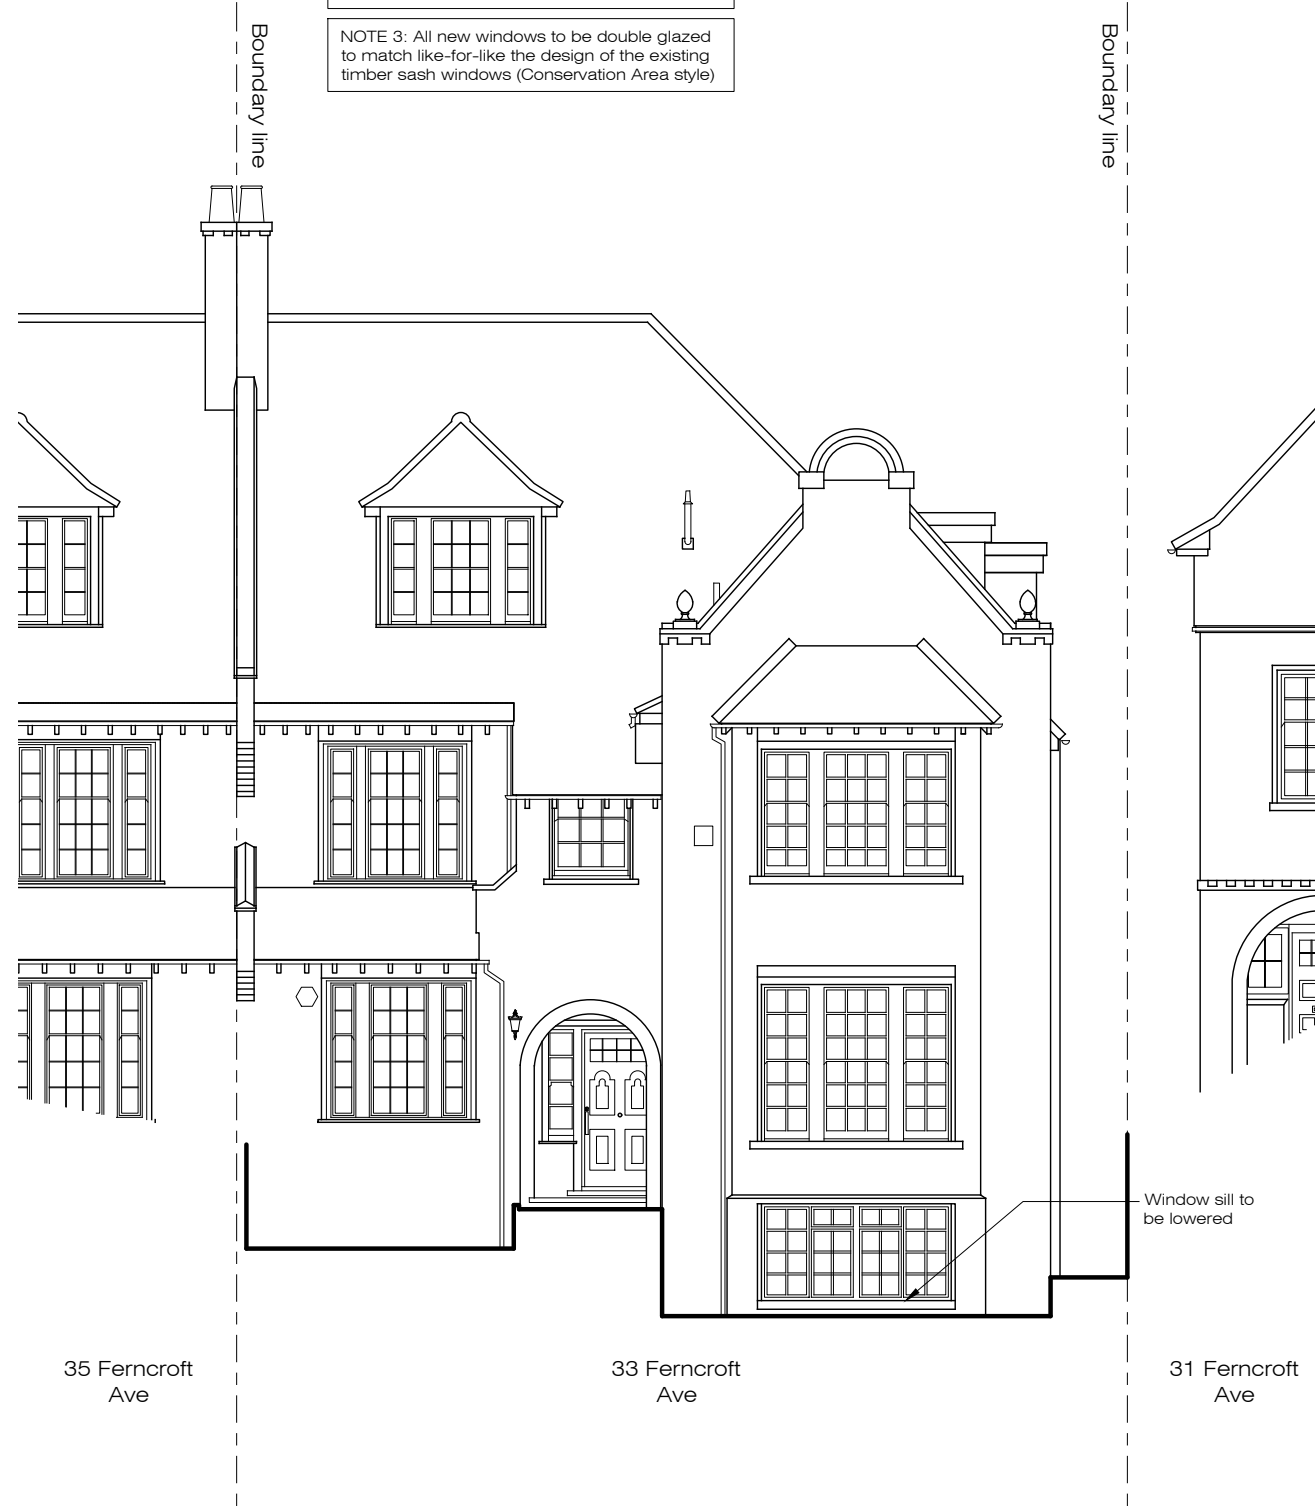 NOTE 3: All new windows to be double glazed
to match like-for-like the design of the existing
timber sash windows (Conservation Area style)
Boundary line
Boundary line
Window sill to
be lowered
35 Ferncroft
Ave
33 Ferncroft
Ave
31 Ferncroft
Ave